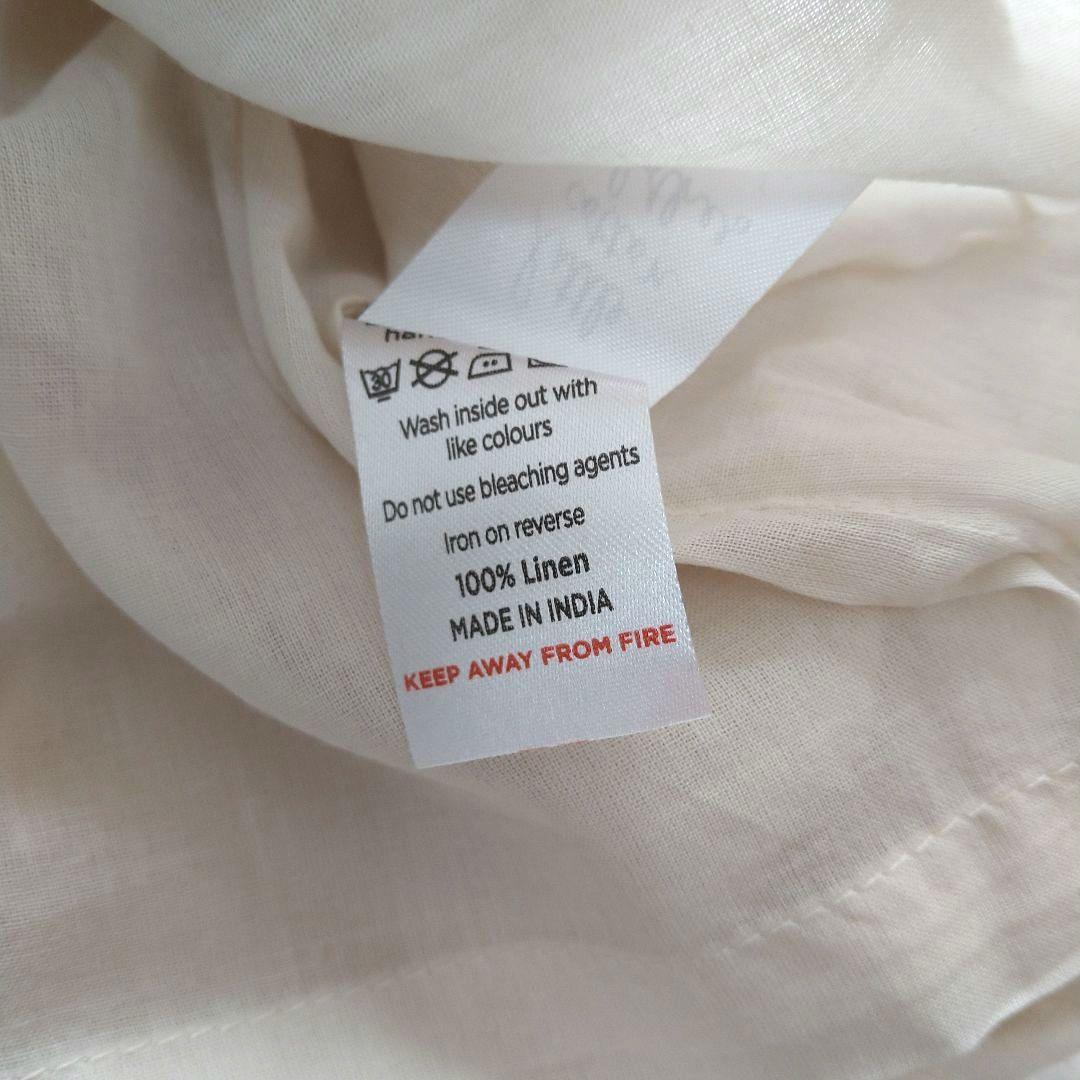 30
Wash inside out with
like colours
Do not use bleaching agents
Iron on reverse
100% Linen
MADE IN INDIA
KEEP AWAY FROM FIRE